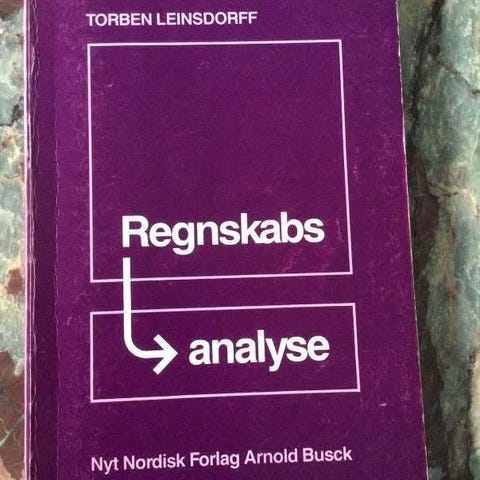 TORBEN LEINSDORFF
Regnskabs
analyse
Nyt Nordisk Forlag Arnold Busck